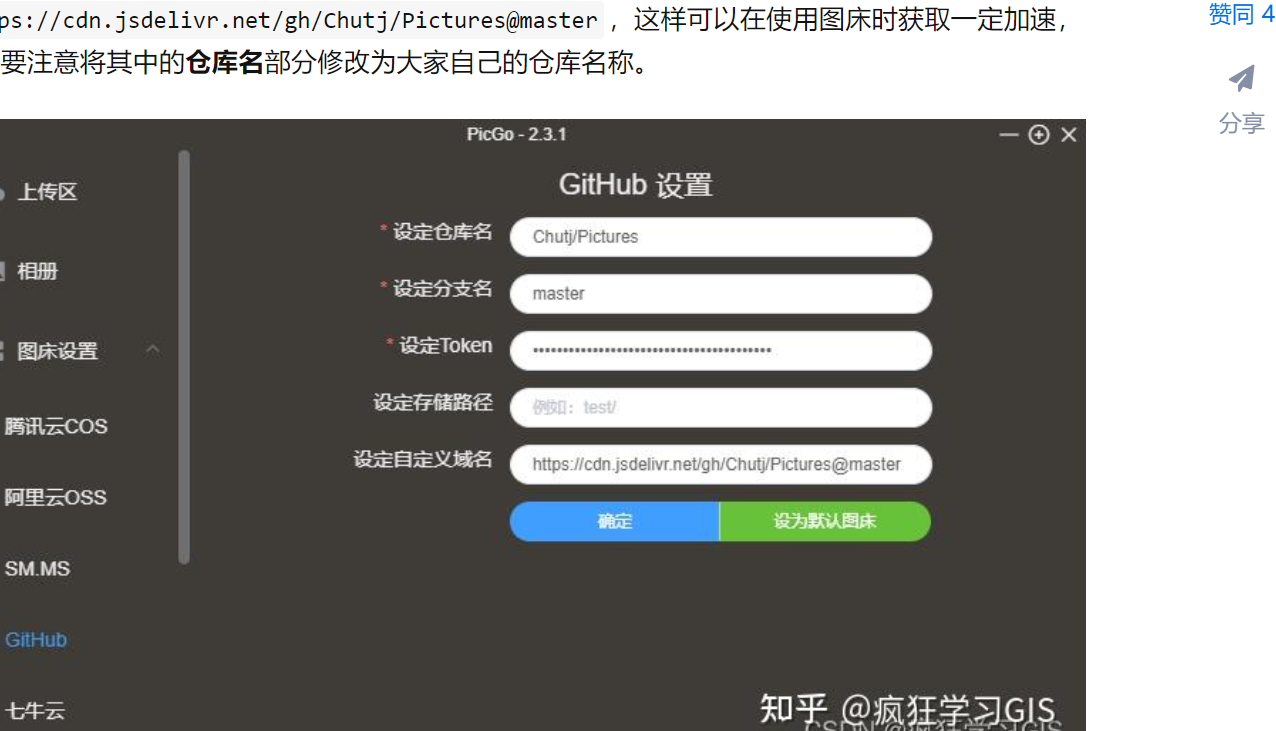 ps://cdn.jsdelivr.net/gh/Chutj/Pictures@master ，这样可以在使用图床时获取一定加速，
要注意将其中的仓库名部分修改为大家自己的仓库名称。
赞同 4
分享
PicGo - 2.3.1
上传区
相册
图床设置
腾讯云COS
阿里云OSS
SM.MS
GitHub
七牛云
GitHub 设置
* 设定仓库名 Chutj/Pictures
* 设定分支名 master
* 设定Token ••••••••••••••••••••••••••••••••••••••••
设定存储路径 例如：test/
设定自定义域名 https://cdn.jsdelivr.net/gh/Chutj/Pictures@master
确定 设为默认图床
知乎 @疯狂学习GIS
CSDN @疯狂学习GIS